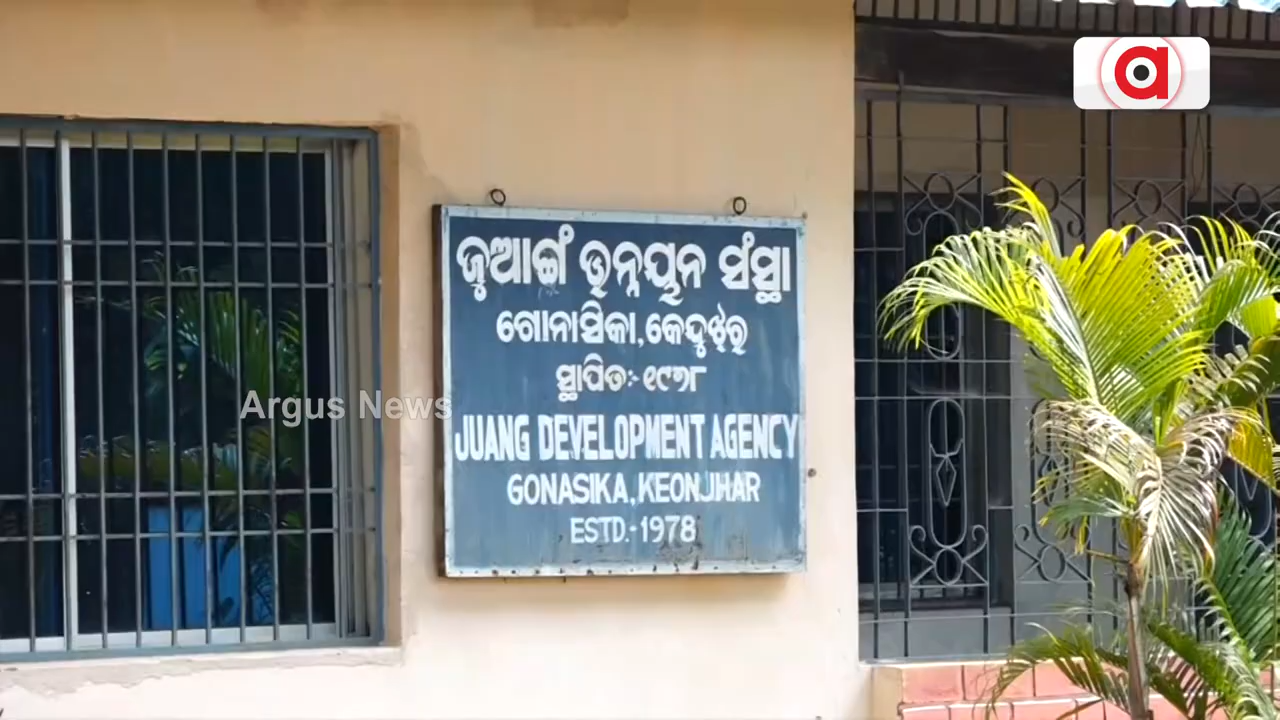 ଜୁଆଙ୍ଗ ଉନ୍ନୟନ ସଂସ୍ଥା
ଗୋନାସିକା,କେନ୍ଦୁଝର
ସ୍ଥାପିତ:-୧୯୭୮
JUANG DEVELOPMENT AGENCY
GONASIKA,KEONJHAR
ESTD.-1978
Argus News
a